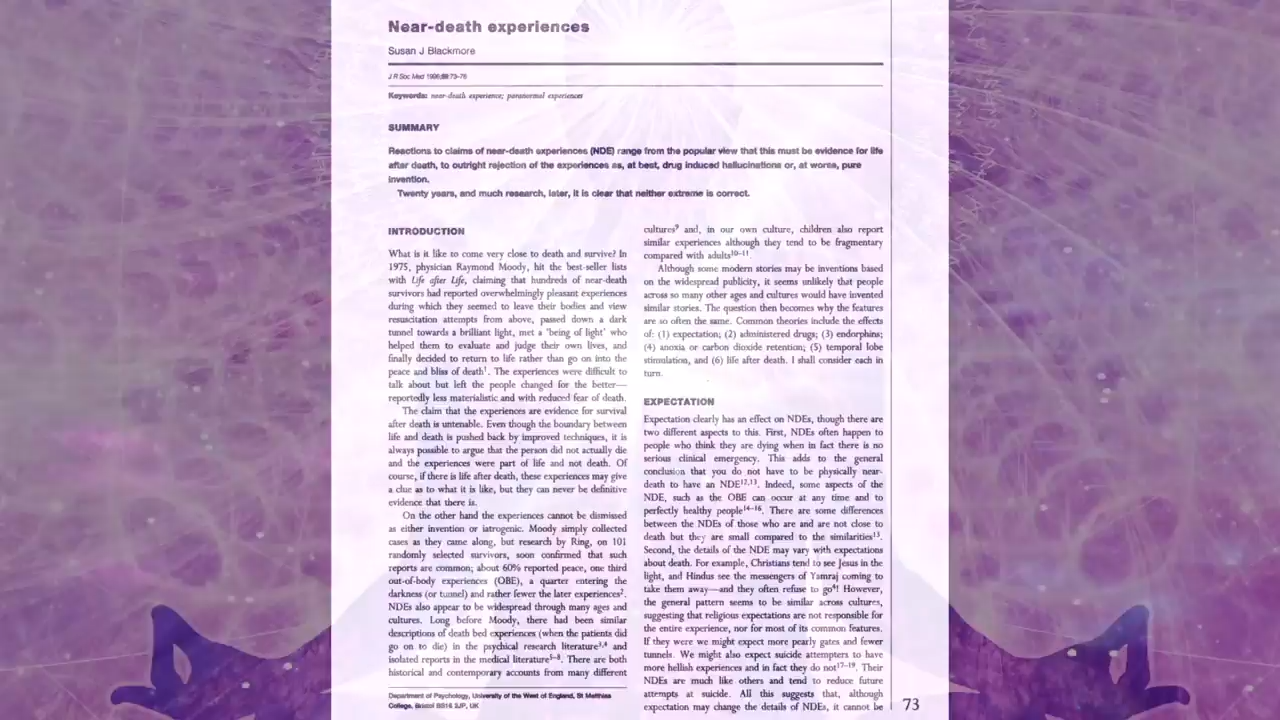 Near-death experiences
Susan J Blackmore
J R Soc Med 1996;89:73-76
Keywords: near-death experience; paranormal experiences
SUMMARY
Reactions to claims of near-death experiences (NDE) range from the popular view that this must be evidence for life
after death, to outright rejection of the experiences as, at best, drug induced hallucinations or, at worse, pure
invention.
Twenty years, and much research, later, it is clear that neither extreme is correct.
INTRODUCTION
What is it like to come very close to death and survive? In
1975, physician Raymond Moody, hit the best-seller lists
with Life after Life, claiming that hundreds of near-death
survivors had reported overwhelmingly pleasant experiences
during which they seemed to leave their bodies and view
resuscitation attempts from above, passed down a dark
tunnel towards a brilliant light, met a 'being of light' who
helped them to evaluate and judge their own lives, and
finally decided to return to life rather than go on into the
peace and bliss of death¹. The experiences were difficult to
talk about but left the people changed for the better—
reportedly less materialistic and with reduced fear of death.
The claim that the experiences are evidence for survival
after death is untenable. Even though the boundary between
life and death is pushed back by improved techniques, it is
always possible to argue that the person did not actually die
and the experiences were part of life and not death. Of
course, if there is life after death, these experiences may give
a clue as to what it is like, but they can never be definitive
evidence that there is.
On the other hand the experiences cannot be dismissed
as either invention or iatrogenic. Moody simply collected
cases as they came along, but research by Ring, on 101
randomly selected survivors, soon confirmed that such
reports are common; about 60% reported peace, one third
out-of-body experiences (OBE), a quarter entering the
darkness (or tunnel) and rather fewer the later experiences².
NDEs also appear to be widespread through many ages and
cultures. Long before Moody, there had been similar
descriptions of death bed experiences (when the patients did
go on to die) in the psychical research literature³,⁴ and
isolated reports in the medical literature⁵⁻⁸. There are both
historical and contemporary accounts from many different
Department of Psychology, University of the West of England, St Matthias
College, Bristol BS16 2JP, UK
cultures⁹ and, in our own culture, children also report
similar experiences although they tend to be fragmentary
compared with adults¹⁰⁻¹¹.
Although some modern stories may be inventions based
on the widespread publicity, it seems unlikely that people
across so many other ages and cultures would have invented
similar stories. The question then becomes why the features
are so often the same. Common theories include the effects
of: (1) expectation; (2) administered drugs; (3) endorphins;
(4) anoxia or carbon dioxide retention; (5) temporal lobe
stimulation, and (6) life after death. I shall consider each in
turn.
EXPECTATION
Expectation clearly has an effect on NDEs, though there are
two different aspects to this. First, NDEs often happen to
people who think they are dying when in fact there is no
serious clinical emergency. This adds to the general
conclusion that you do not have to be physically near-
death to have an NDE¹²,¹³. Indeed, some aspects of the
NDE, such as the OBE can occur at any time and to
perfectly healthy people¹⁴⁻¹⁶. There are some differences
between the NDEs of those who are and are not close to
death but they are small compared to the similarities¹³.
Second, the details of the NDE may vary with expectations
about death. For example, Christians tend to see Jesus in the
light, and Hindus see the messengers of Yamraj coming to
take them away—and they often refuse to go⁴! However,
the general pattern seems to be similar across cultures,
suggesting that religious expectations are not responsible for
the entire experience, nor for most of its common features.
If they were we might expect more pearly gates and fewer
tunnels. We might also expect suicide attempters to have
more hellish experiences and in fact they do not¹⁷⁻¹⁹. Their
NDEs are much like others and tend to reduce future
attempts at suicide. All this suggests that, although
expectation may change the details of NDEs, it cannot be
73